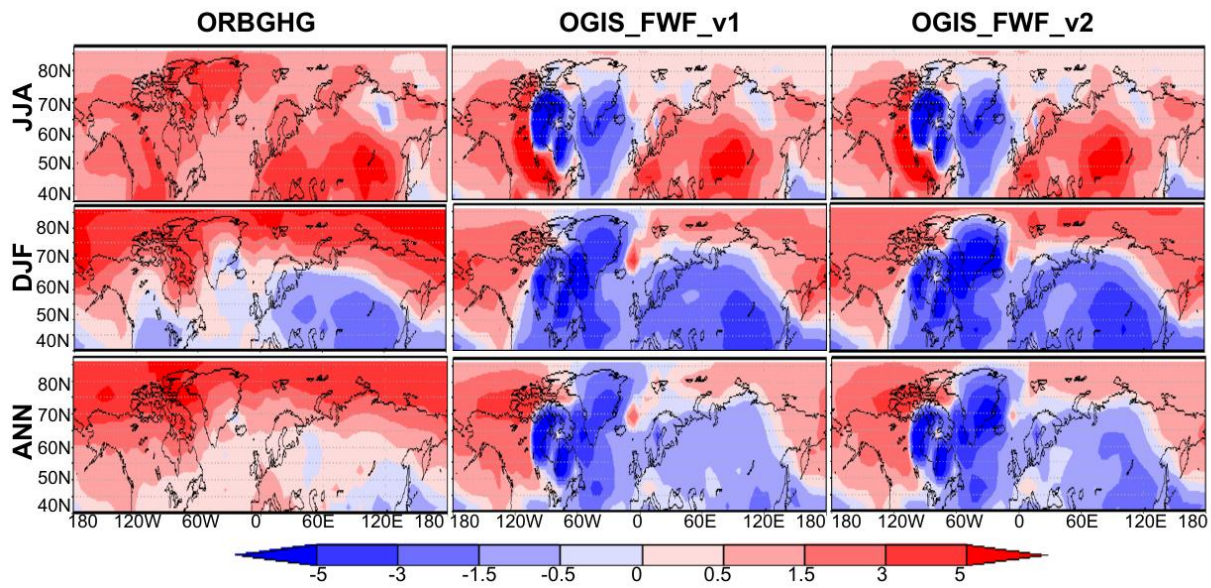 ORBGHG OGIS_FWF_v1 OGIS_FWF_v2
JJA
80N
70N
60N
50N
40N
DJF
80N
70N
60N
50N
40N
ANN
80N
70N
60N
50N
40N
180 120W 60W 0 60E 120E 180 120W 60W 0 60E 120E 180 120W 60W 0 60E 120E 180
-5 -3 -1.5 -0.5 0 0.5 1.5 3 5